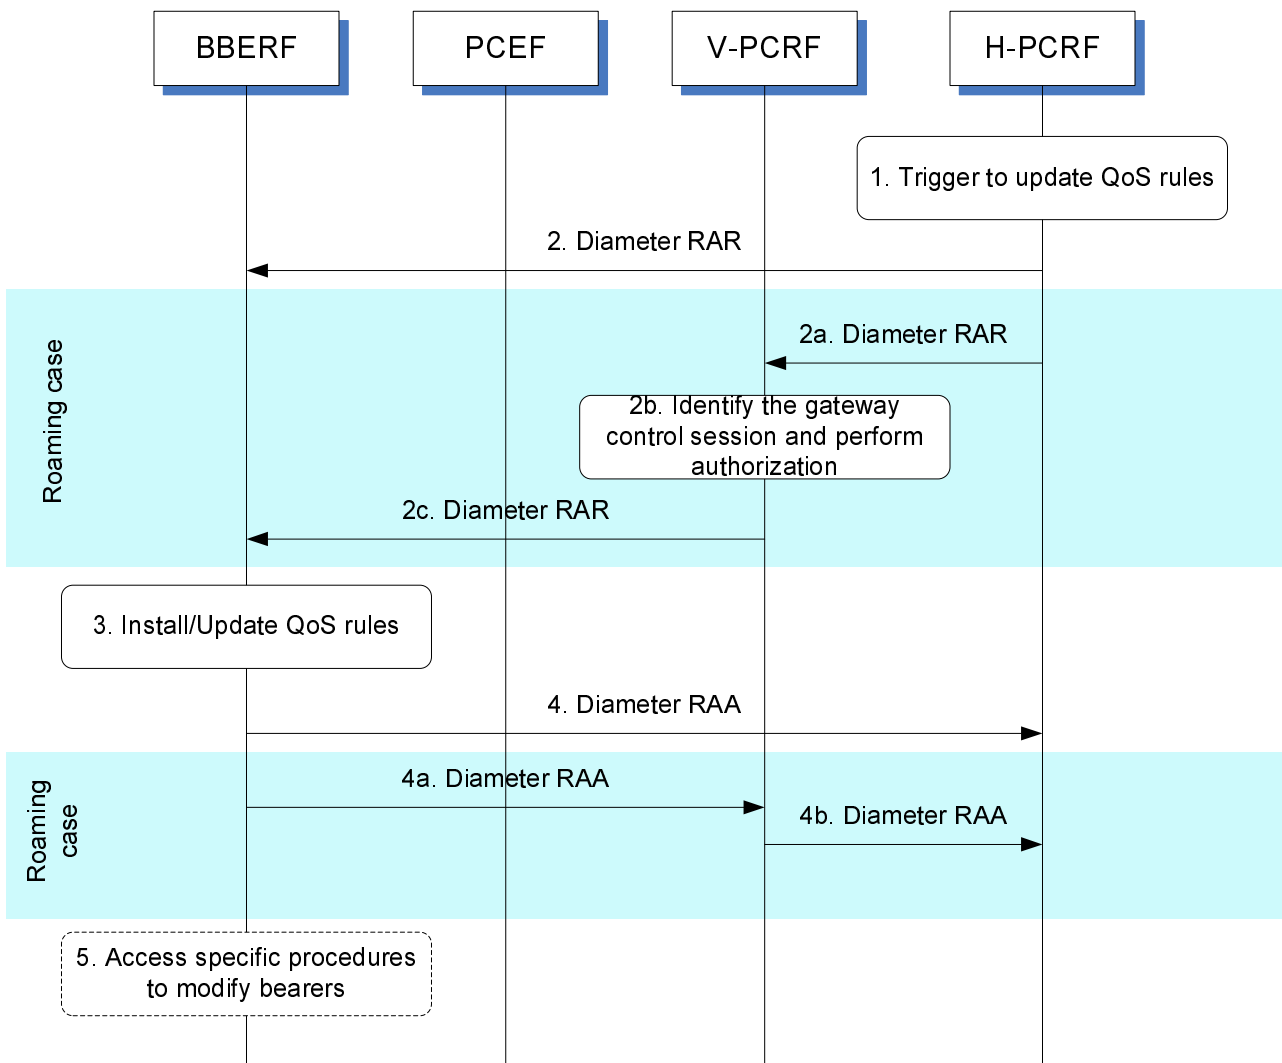 BBERF
PCEF
V-PCRF
H-PCRF
1. Trigger to update QoS rules
2. Diameter RAR
Roaming case
2a. Diameter RAR
2b. Identify the gateway
control session and perform
authorization
2c. Diameter RAR
3. Install/Update QoS rules
4. Diameter RAA
Roaming
case
4a. Diameter RAA
4b. Diameter RAA
5. Access specific procedures
to modify bearers